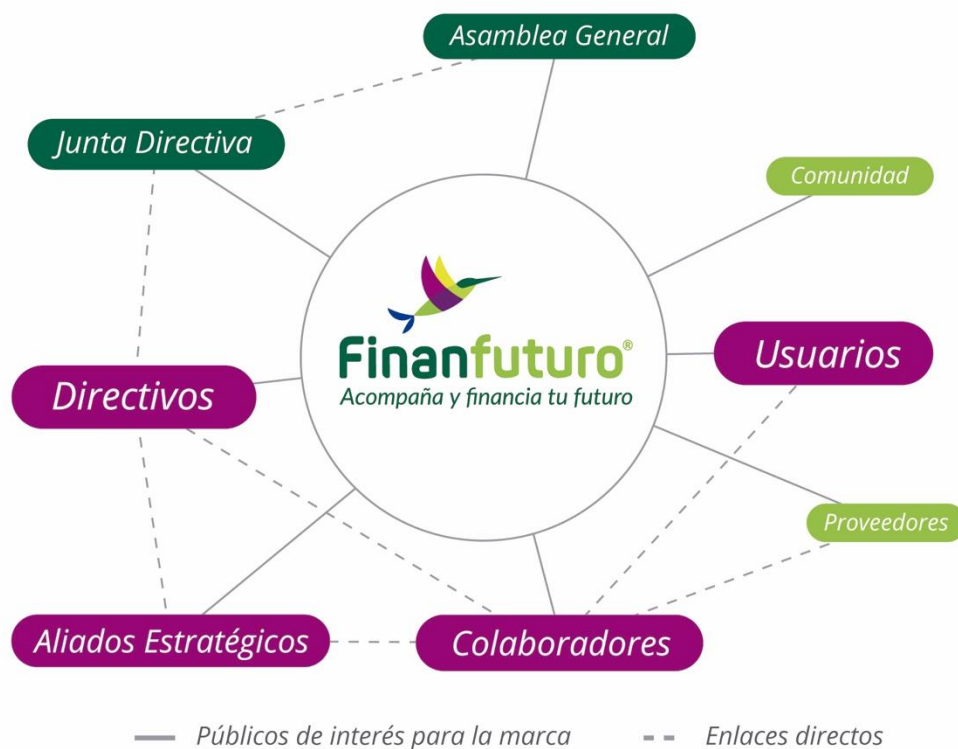 Asamblea General
Junta Directiva
Comunidad
Finanfuturo®
Acompaña y financia tu futuro
Usuarios
Directivos
Proveedores
Aliados Estratégicos
Colaboradores
Públicos de interés para la marca
Enlaces directos